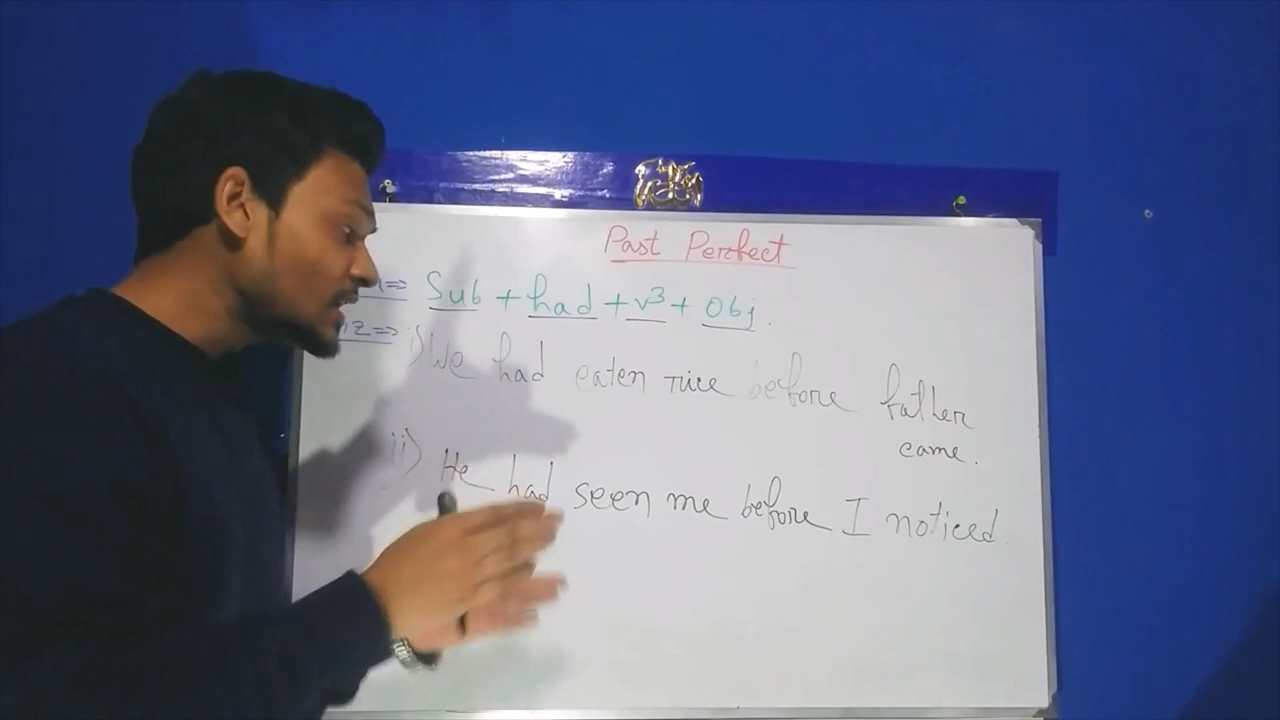 Past Perfect
=> Sub + had + v³ + Obj.
=> i) We had eaten rice before father
came.
ii) He had seen me before I noticed.